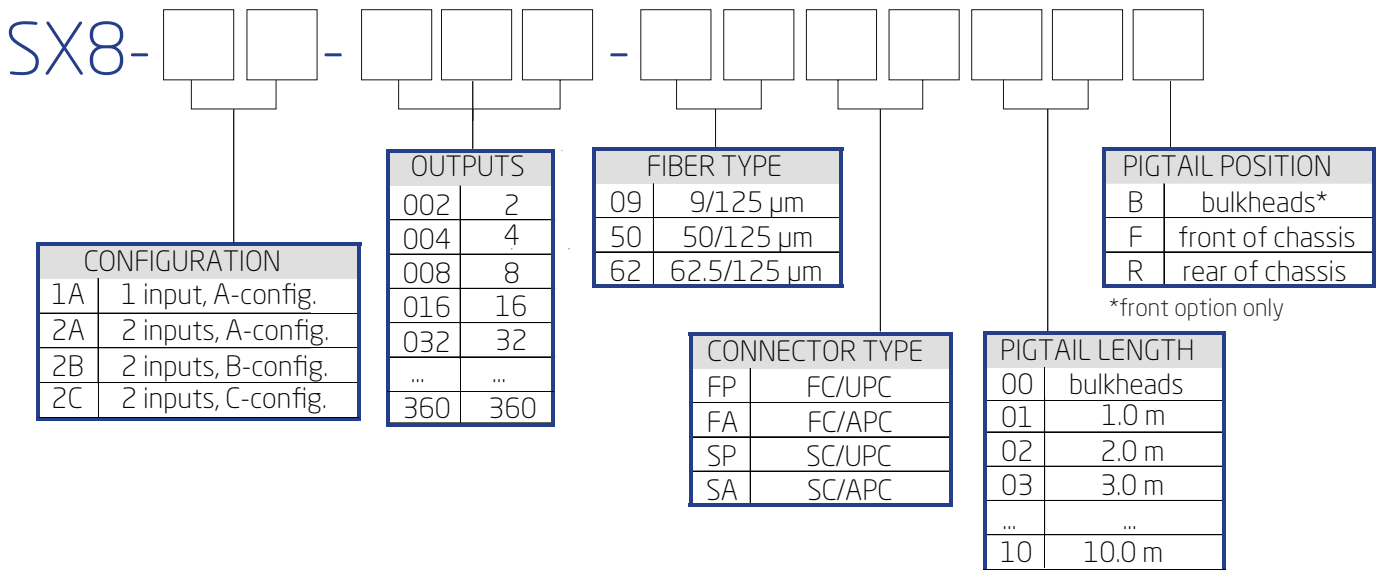 SX8- - -
OUTPUTS
002 2
004 4
008 8
016 16
032 32
... ...
360 360
FIBER TYPE
09 9/125 µm
50 50/125 µm
62 62.5/125 µm
PIGTAIL POSITION
B bulkheads*
F front of chassis
R rear of chassis
*front option only
CONFIGURATION
1A 1 input, A-config.
2A 2 inputs, A-config.
2B 2 inputs, B-config.
2C 2 inputs, C-config.
CONNECTOR TYPE
FP FC/UPC
FA FC/APC
SP SC/UPC
SA SC/APC
PIGTAIL LENGTH
00 bulkheads
01 1.0 m
02 2.0 m
03 3.0 m
... ...
10 10.0 m